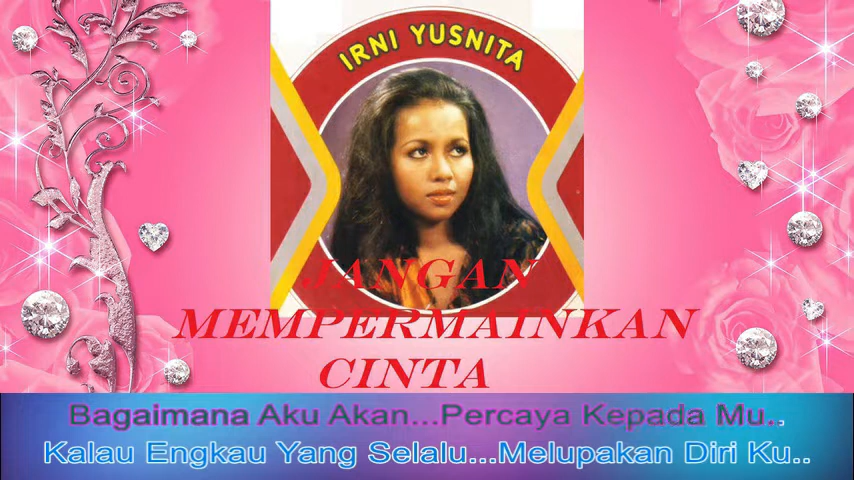 IRNI YUSNITA
JANGAN
MEMPERMAINKAN
CINTA
Bagaimana Aku Akan...Percaya Kepada Mu..
Kalau Engkau Yang Selalu...Melupakan Diri Ku..